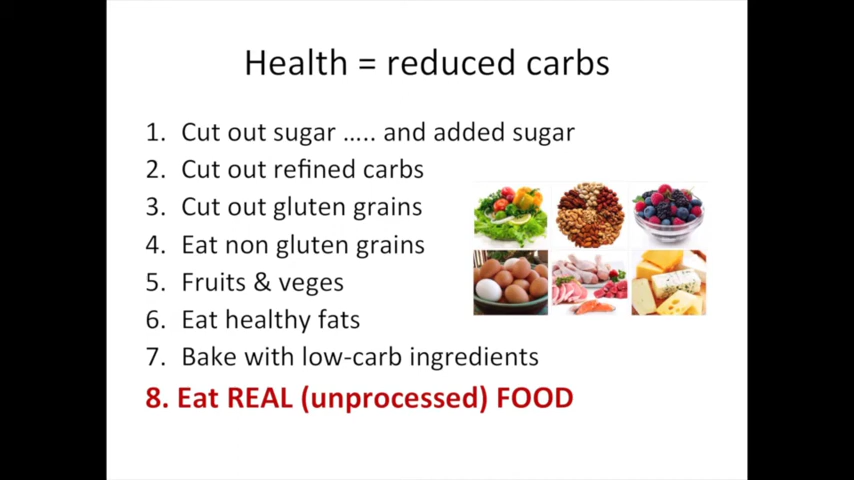 Health = reduced carbs
1. Cut out sugar ..... and added sugar
2. Cut out refined carbs
3. Cut out gluten grains
4. Eat non gluten grains
5. Fruits & veges
6. Eat healthy fats
7. Bake with low-carb ingredients
8. Eat REAL (unprocessed) FOOD